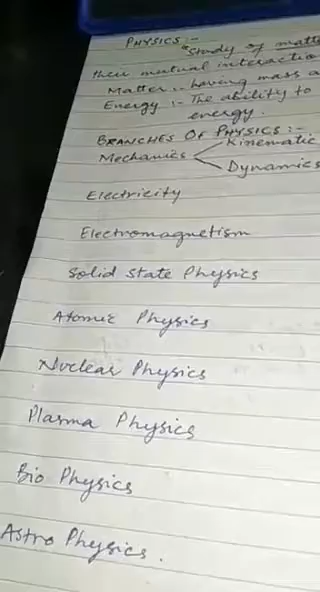 PHYSICS :-
"Study of matte
their mutual interactio
Matter :- having mass a
Energy :- The ability to
energy.
BRANCHES OF PHYSICS :-
Kinematic
Mechanics
Dynamics
Electricity
Electromagnetism
Solid State Physics
Atomic Physics
Nuclear Physics
Plasma Physics
Bio Physics
Astro Physics.